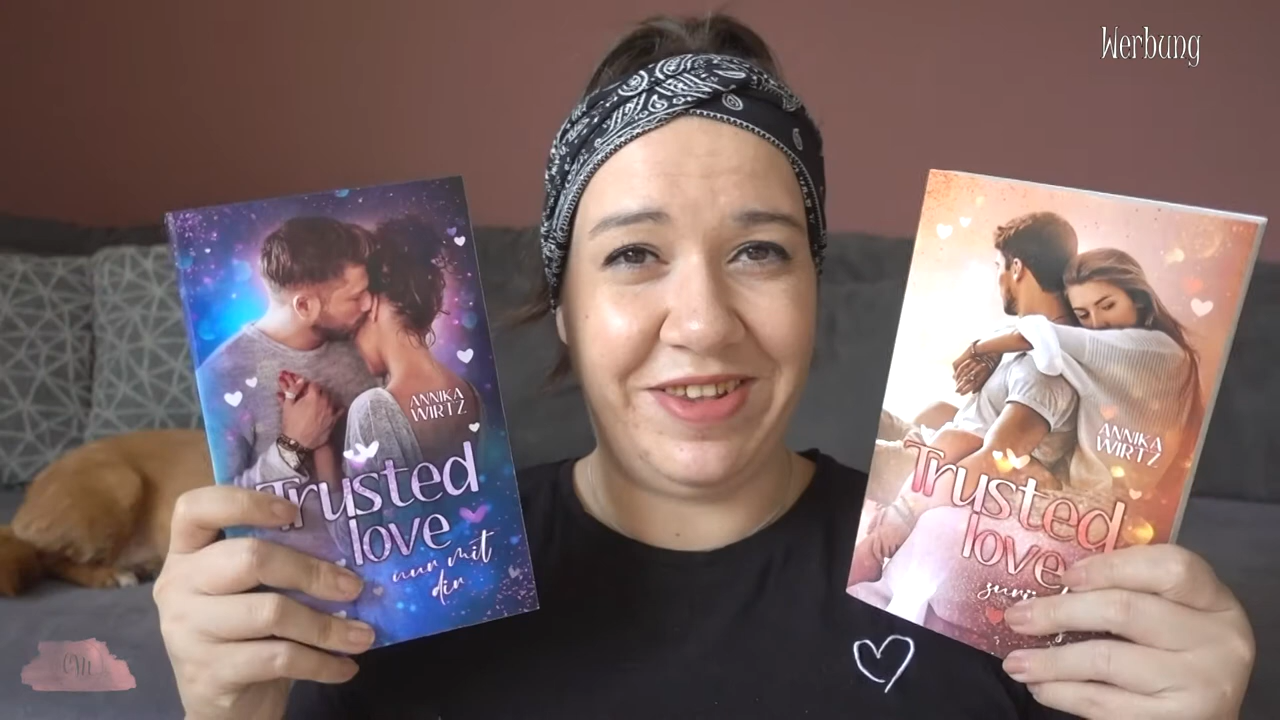 Werbung
ANNIKA
WIRTZ
Trusted
love
nur mit
dir
ANNIKA
WIRTZ
Trusted
love